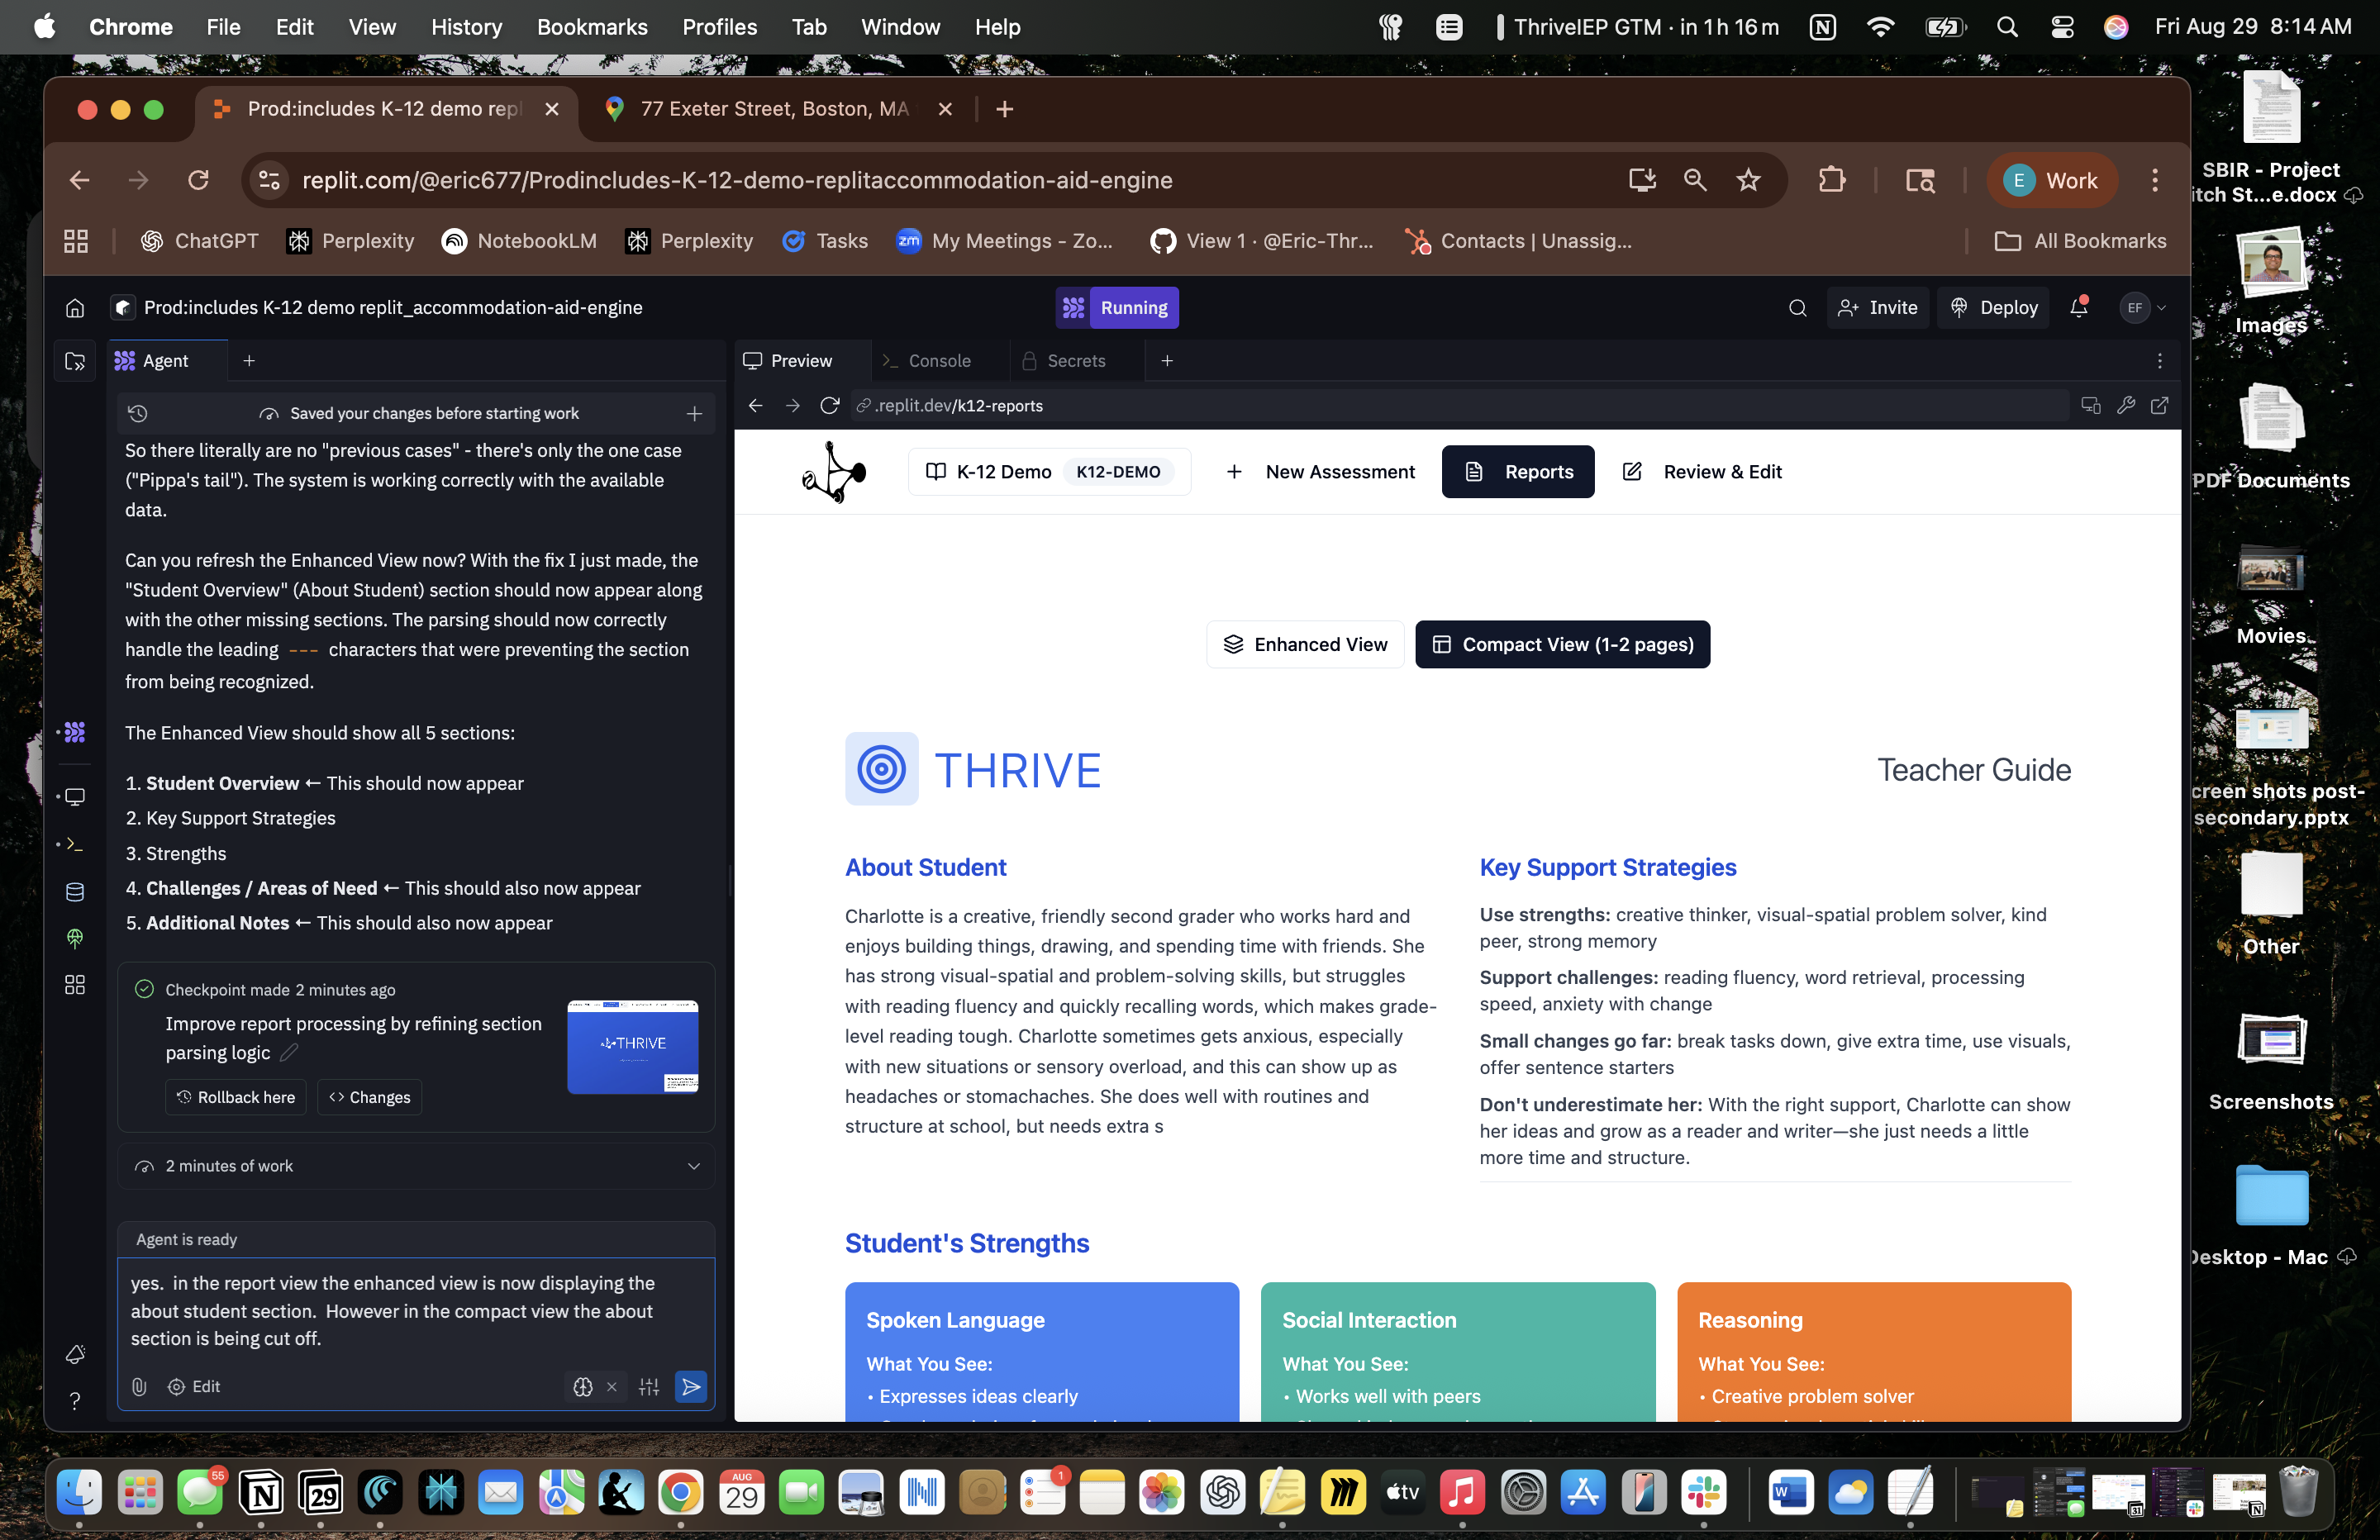 Chrome File Edit View History Bookmarks Profiles Tab Window Help
ThriveIEP GTM · in 1 h 16 m
Fri Aug 29 8:14 AM
Prod:includes K-12 demo repl
77 Exeter Street, Boston, MA
replit.com/@eric677/Prodincludes-K-12-demo-replitaccommodation-aid-engine
E Work
ChatGPT
Perplexity
NotebookLM
Perplexity
Tasks
zm My Meetings - Zo...
View 1 · @Eric-Thr...
Contacts | Unassig...
All Bookmarks
Prod:includes K-12 demo replit_accommodation-aid-engine
Running
Invite
Deploy
EF
Agent
Saved your changes before starting work
So there literally are no "previous cases" - there's only the one case
("Pippa's tail"). The system is working correctly with the available
data.
Can you refresh the Enhanced View now? With the fix I just made, the
"Student Overview" (About Student) section should now appear along
with the other missing sections. The parsing should now correctly
handle the leading --- characters that were preventing the section
from being recognized.
The Enhanced View should show all 5 sections:
1. Student Overview ← This should now appear
2. Key Support Strategies
3. Strengths
4. Challenges / Areas of Need ← This should also now appear
5. Additional Notes ← This should also now appear
Checkpoint made 2 minutes ago
Improve report processing by refining section
parsing logic
THRIVE
Rollback here
<> Changes
2 minutes of work
Agent is ready
yes. in the report view the enhanced view is now displaying the
about student section. However in the compact view the about
section is being cut off.
Edit
Preview
Console
Secrets
.replit.dev/k12-reports
K-12 Demo K12-DEMO
New Assessment
Reports
Review & Edit
Enhanced View
Compact View (1-2 pages)
THRIVE
Teacher Guide
About Student
Charlotte is a creative, friendly second grader who works hard and
enjoys building things, drawing, and spending time with friends. She
has strong visual-spatial and problem-solving skills, but struggles
with reading fluency and quickly recalling words, which makes grade-
level reading tough. Charlotte sometimes gets anxious, especially
with new situations or sensory overload, and this can show up as
headaches or stomachaches. She does well with routines and
structure at school, but needs extra s
Key Support Strategies
Use strengths: creative thinker, visual-spatial problem solver, kind
peer, strong memory
Support challenges: reading fluency, word retrieval, processing
speed, anxiety with change
Small changes go far: break tasks down, give extra time, use visuals,
offer sentence starters
Don't underestimate her: With the right support, Charlotte can show
her ideas and grow as a reader and writer—she just needs a little
more time and structure.
Student's Strengths
Spoken Language
What You See:
• Expresses ideas clearly
Social Interaction
What You See:
• Works well with peers
Reasoning
What You See:
• Creative problem solver
SBIR - Project
itch St...e.docx
Images
PDF Documents
Movies
creen shots post-
secondary.pptx
Other
Screenshots
Desktop - Mac
55
29
AUG
29
1
tv
W